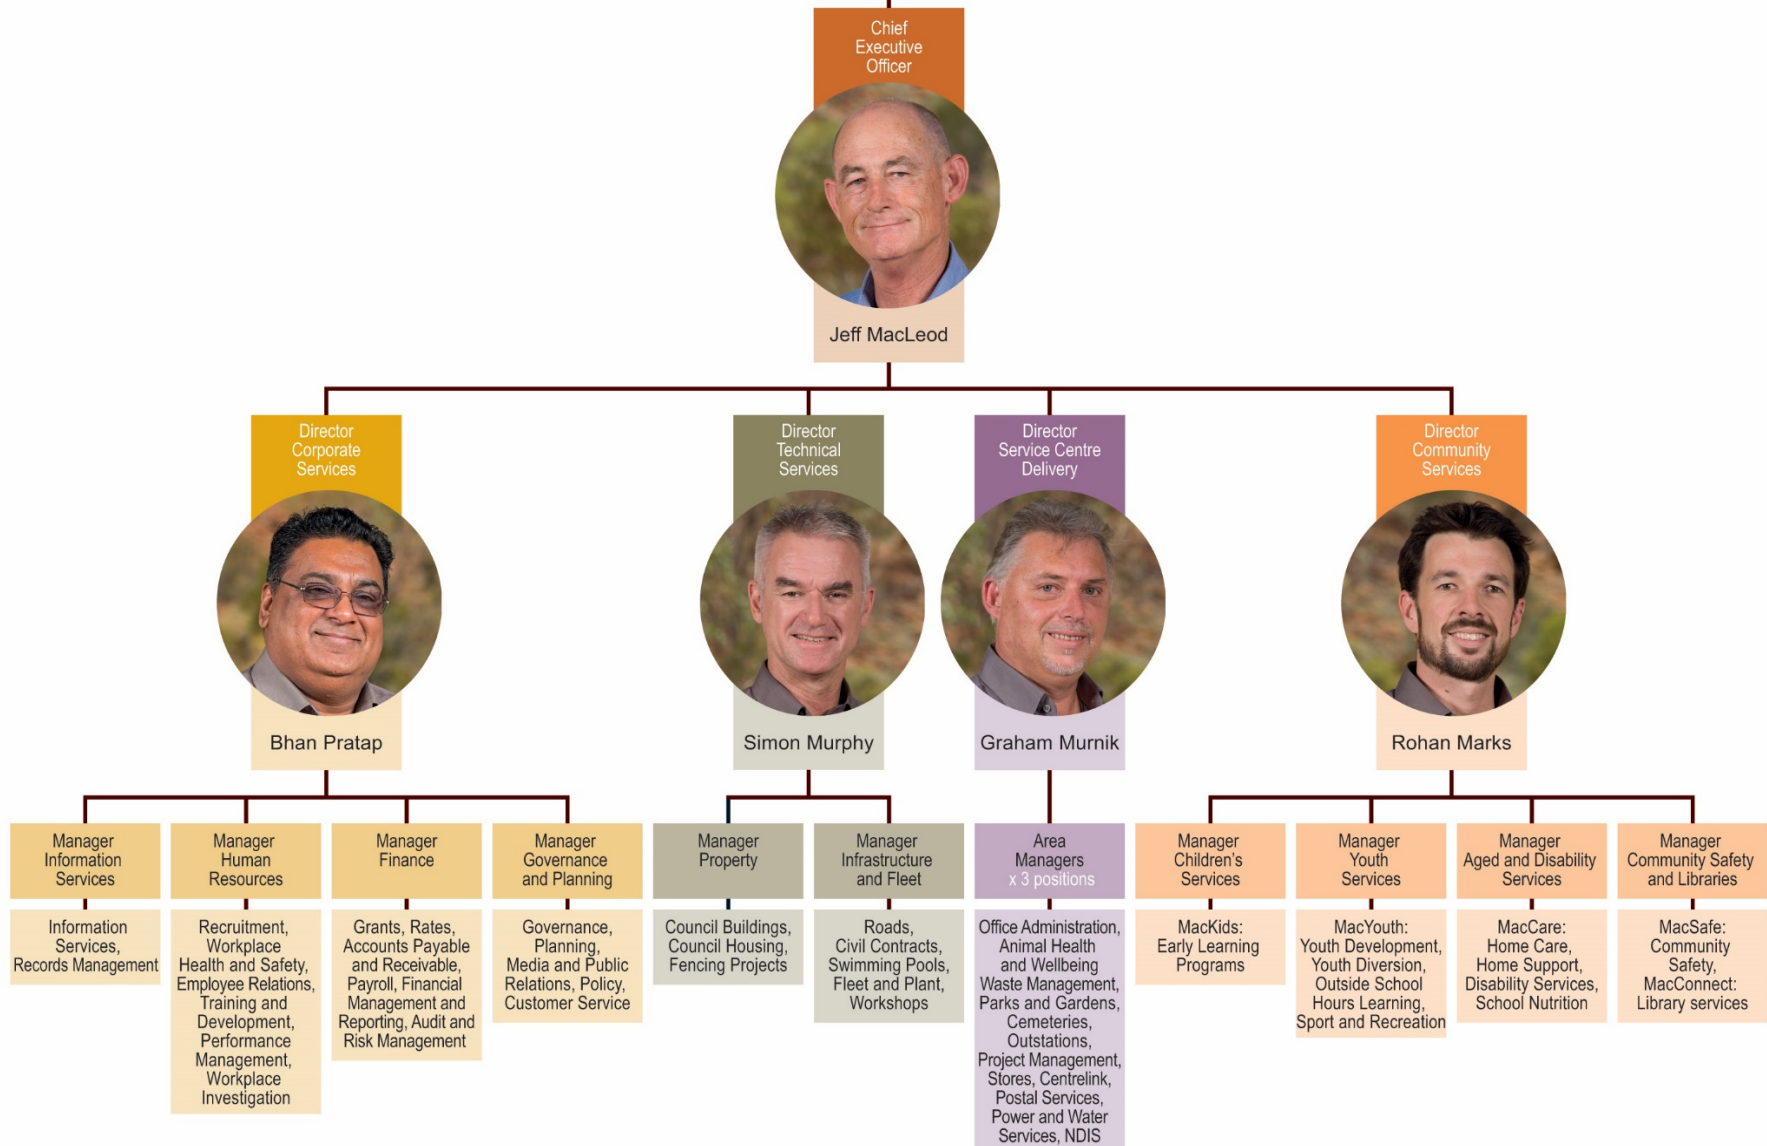 Chief
Executive
Officer
Jeff MacLeod
Director
Corporate
Services
Bhan Pratap
Director
Technical
Services
Simon Murphy
Director
Service Centre
Delivery
Graham Murnik
Director
Community
Services
Rohan Marks
Manager
Information
Services
Information
Services,
Records Management
Manager
Human
Resources
Recruitment,
Workplace
Health and Safety,
Employee Relations,
Training and
Development,
Performance
Management,
Workplace
Investigation
Manager
Finance
Grants, Rates,
Accounts Payable
and Receivable,
Payroll, Financial
Management and
Reporting, Audit and
Risk Management
Manager
Governance
and Planning
Governance,
Planning,
Media and Public
Relations, Policy,
Customer Service
Manager
Property
Council Buildings,
Council Housing,
Fencing Projects
Manager
Infrastructure
and Fleet
Roads,
Civil Contracts,
Swimming Pools,
Fleet and Plant,
Workshops
Area
Managers
x 3 positions
Office Administration,
Animal Health
and Wellbeing
Waste Management,
Parks and Gardens,
Cemeteries,
Outstations,
Project Management,
Stores, Centrelink,
Postal Services,
Power and Water
Services, NDIS
Manager
Children's
Services
MacKids:
Early Learning
Programs
Manager
Youth
Services
MacYouth:
Youth Development,
Youth Diversion,
Outside School
Hours Learning,
Sport and Recreation
Manager
Aged and Disability
Services
MacCare:
Home Care,
Home Support,
Disability Services,
School Nutrition
Manager
Community Safety
and Libraries
MacSafe:
Community
Safety,
MacConnect:
Library services